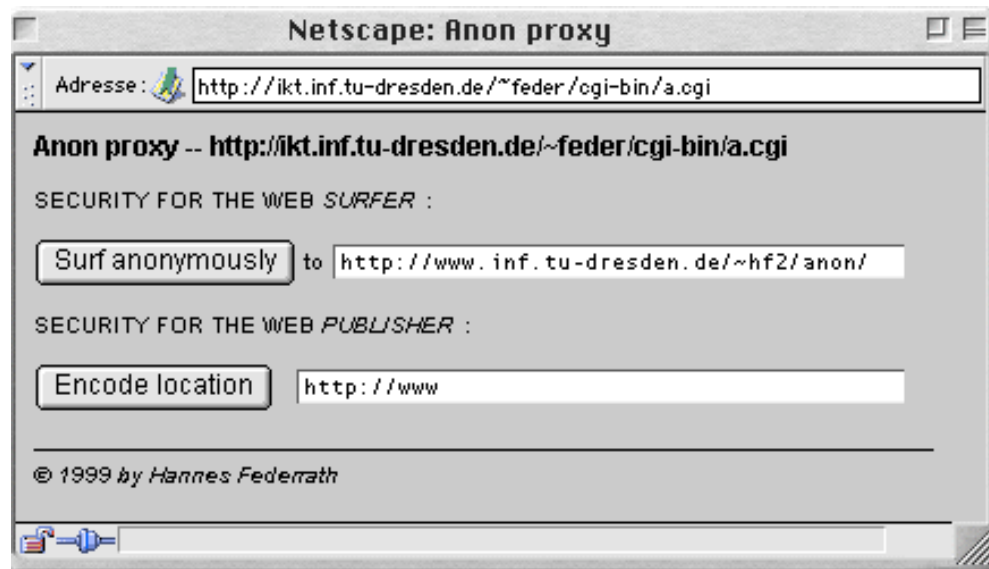 Netscape: Anon proxy
Adresse: http://ikt.inf.tu-dresden.de/~feder/cgi-bin/a.cgi
Anon proxy -- http://ikt.inf.tu-dresden.de/~feder/cgi-bin/a.cgi
SECURITY FOR THE WEB SURFER :
Surf anonymously to http://www.inf.tu-dresden.de/~hf2/anon/
SECURITY FOR THE WEB PUBLISHER :
Encode location http://www
© 1999 by Hannes Federrath